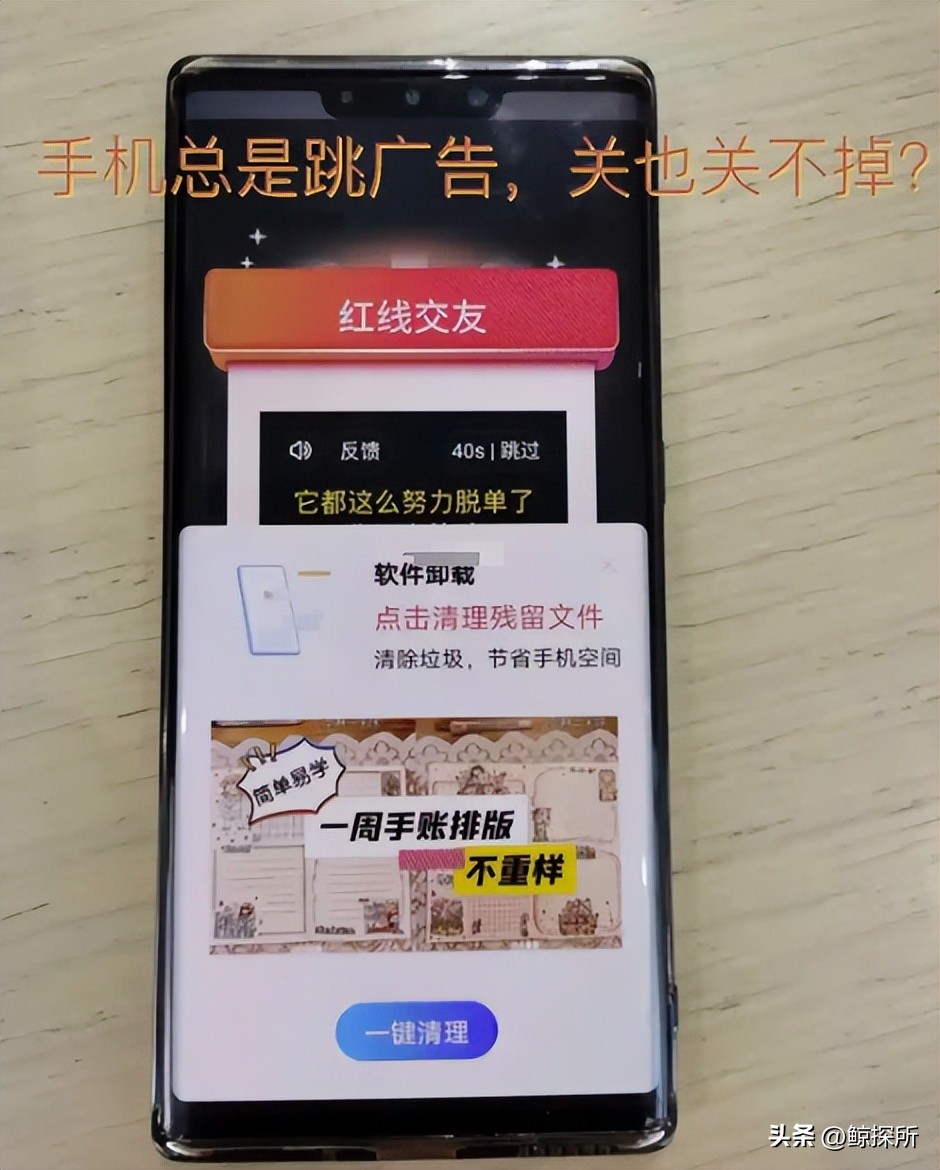 手机总是跳广告，关也关不掉？
红线交友
反馈
40s | 跳过
它都这么努力脱单了
软件卸载
点击清理残留文件
清除垃圾，节省手机空间
简单易学
一周手账排版
不重样
一键清理
头条 @鲸探所